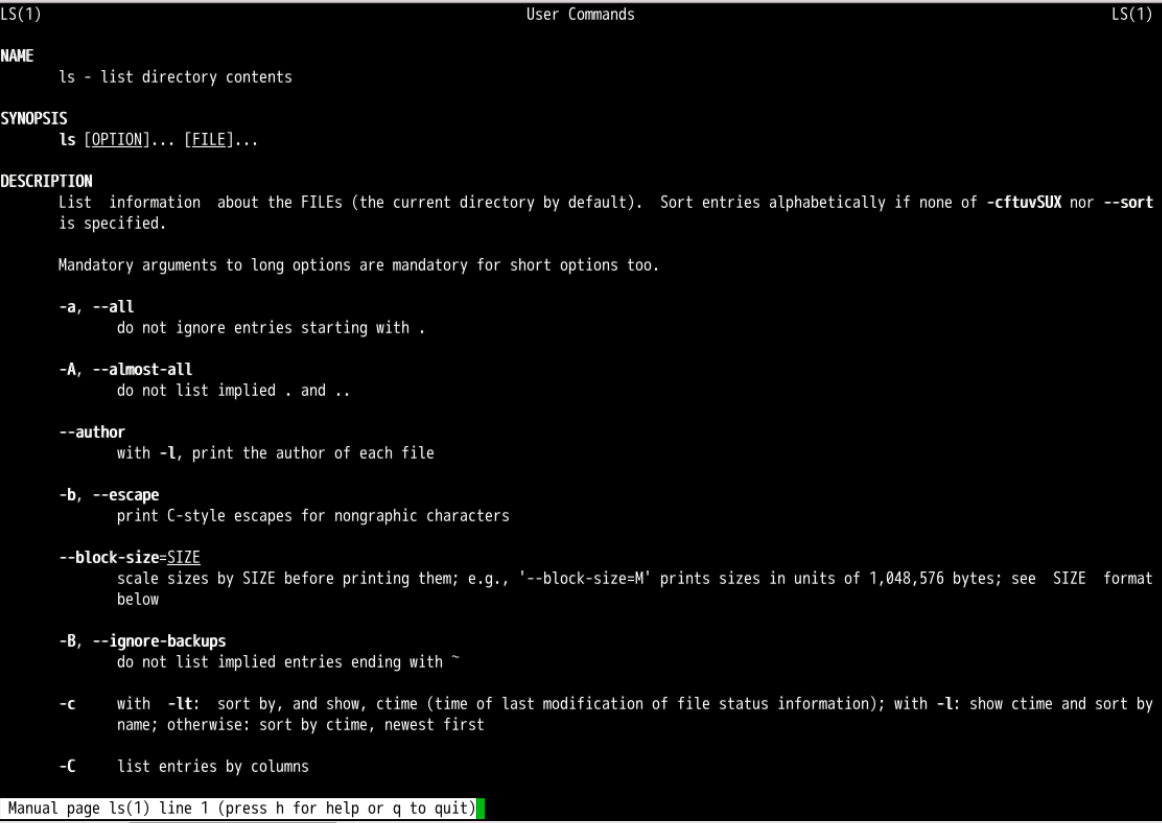 LS(1) User Commands LS(1)
NAME
ls - list directory contents
SYNOPSIS
ls [OPTION]... [FILE]...
DESCRIPTION
List information about the FILEs (the current directory by default). Sort entries alphabetically if none of -cftuvSUX nor --sort
is specified.
Mandatory arguments to long options are mandatory for short options too.
-a, --all
do not ignore entries starting with .
-A, --almost-all
do not list implied . and ..
--author
with -l, print the author of each file
-b, --escape
print C-style escapes for nongraphic characters
--block-size=SIZE
scale sizes by SIZE before printing them; e.g., '--block-size=M' prints sizes in units of 1,048,576 bytes; see SIZE format
below
-B, --ignore-backups
do not list implied entries ending with ~
-c with -lt: sort by, and show, ctime (time of last modification of file status information); with -l: show ctime and sort by
name; otherwise: sort by ctime, newest first
-C list entries by columns
Manual page ls(1) line 1 (press h for help or q to quit)